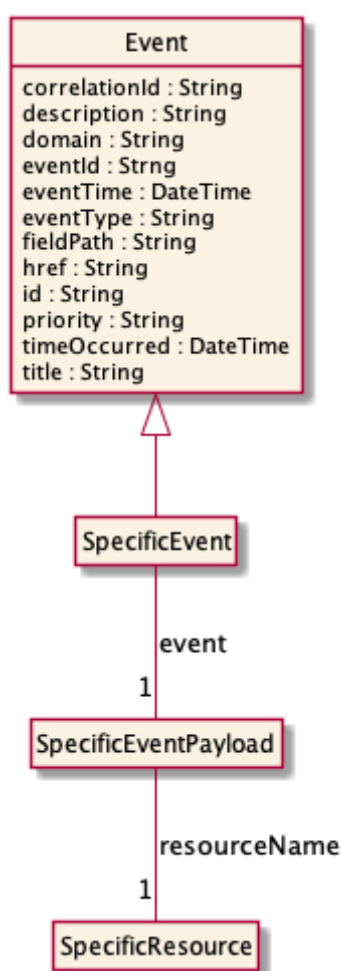 Event
correlationId : String
description : String
domain : String
eventId : Strng
eventTime : DateTime
eventType : String
fieldPath : String
href : String
id : String
priority : String
timeOccurred : DateTime
title : String
SpecificEvent
event
1
SpecificEventPayload
resourceName
1
SpecificResource